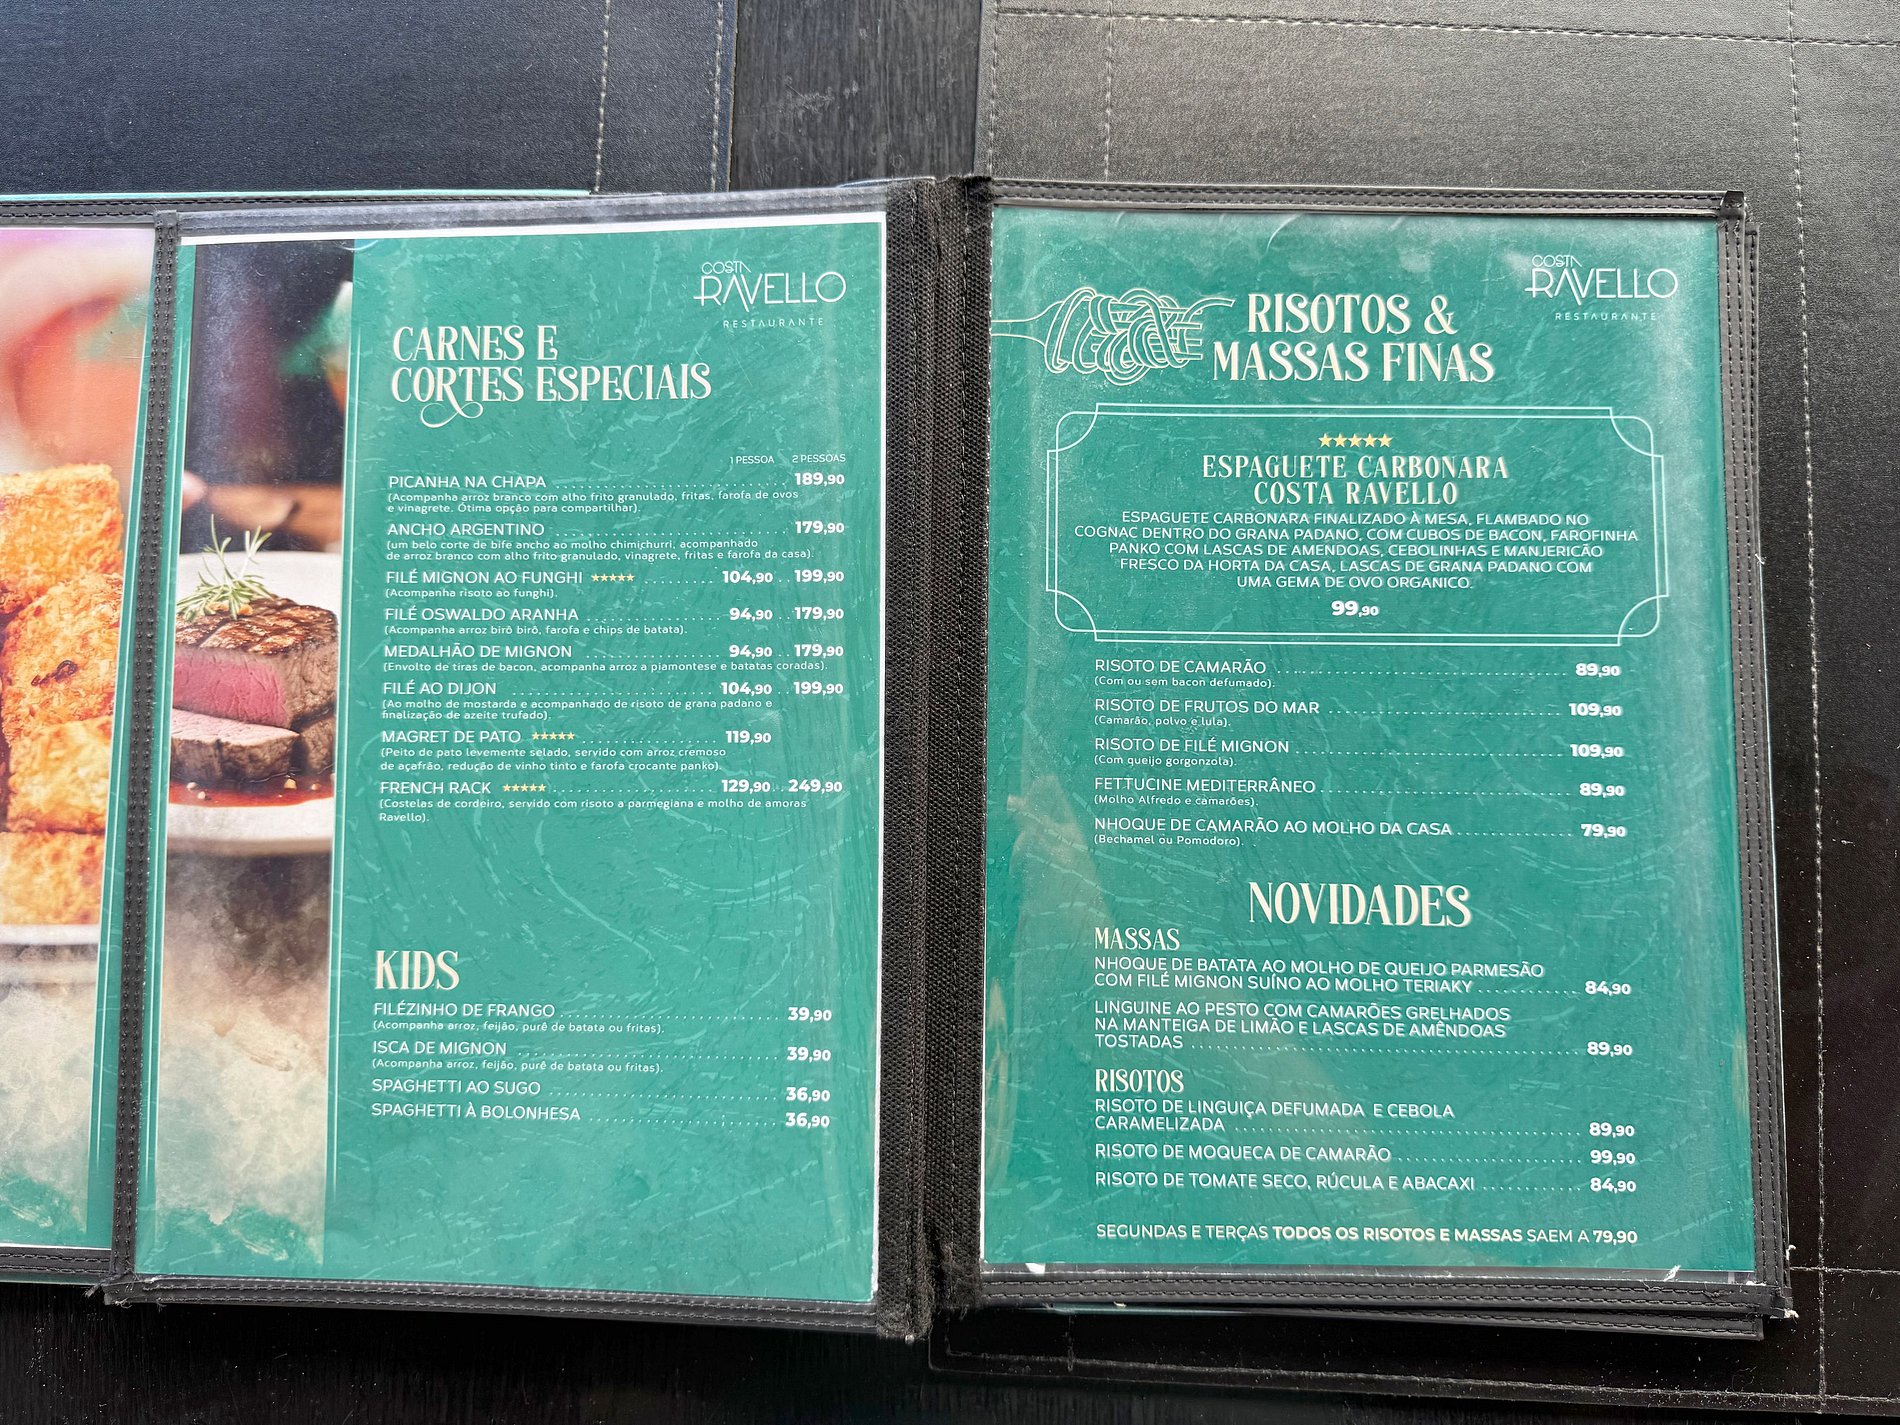 COSTA
RAVELLO
RESTAURANTE
CARNES E
CORTES ESPECIAIS
1 PESSOA 2 PESSOAS
PICANHA NA CHAPA 189,90
(Acompanha arroz branco com alho frito granulado, fritas, farofa de ovos
e vinagrete. Ótima opção para compartilhar).
ANCHO ARGENTINO 179,90
(um belo corte de bife ancho ao molho chimichurri, acompanhado
de arroz branco com alho frito granulado, vinagrete, fritas e farofa da casa).
FILÉ MIGNON AO FUNGHI ★★★★★ 104,90 199,90
(Acompanha risoto ao funghi).
FILÉ OSWALDO ARANHA 94,90 179,90
(Acompanha arroz birô birô, farofa e chips de batata).
MEDALHÃO DE MIGNON 94,90 179,90
(Envolto de tiras de bacon, acompanha arroz a piamontese e batatas coradas).
FILÉ AO DIJON 104,90 199,90
(Ao molho de mostarda e acompanhado de risoto de grana padano e
finalização de azeite trufado).
MAGRET DE PATO ★★★★★ 119,90
(Peito de pato levemente selado, servido com arroz cremoso
de açafrão, redução de vinho tinto e farofa crocante panko).
FRENCH RACK ★★★★★ 129,90 249,90
(Costelas de cordeiro, servido com risoto a parmegiana e molho de amoras
Ravello).
KIDS
FILÉZINHO DE FRANGO 39,90
(Acompanha arroz, feijão, purê de batata ou fritas).
ISCA DE MIGNON 39,90
(Acompanha arroz, feijão, purê de batata ou fritas).
SPAGHETTI AO SUGO 36,90
SPAGHETTI À BOLONHESA 36,90
COSTA
RAVELLO
RESTAURANTE
RISOTOS &
MASSAS FINAS
★★★★★
ESPAGUETE CARBONARA
COSTA RAVELLO
ESPAGUETE CARBONARA FINALIZADO À MESA, FLAMBADO NO
COGNAC DENTRO DO GRANA PADANO, COM CUBOS DE BACON, FAROFINHA
PANKO COM LASCAS DE AMENDOAS, CEBOLINHAS E MANJERICÃO
FRESCO DA HORTA DA CASA, LASCAS DE GRANA PADANO COM
UMA GEMA DE OVO ORGANICO.
99,90
RISOTO DE CAMARÃO 89,90
(Com ou sem bacon defumado).
RISOTO DE FRUTOS DO MAR 109,90
(Camarão, polvo e lula).
RISOTO DE FILÉ MIGNON 109,90
(Com queijo gorgonzola).
FETTUCINE MEDITERRÂNEO 89,90
(Molho Alfredo e camarões).
NHOQUE DE CAMARÃO AO MOLHO DA CASA 79,90
(Bechamel ou Pomodoro).
NOVIDADES
MASSAS
NHOQUE DE BATATA AO MOLHO DE QUEIJO PARMESÃO
COM FILÉ MIGNON SUÍNO AO MOLHO TERIAKY 84,90
LINGUINE AO PESTO COM CAMARÕES GRELHADOS
NA MANTEIGA DE LIMÃO E LASCAS DE AMÊNDOAS
TOSTADAS 89,90
RISOTOS
RISOTO DE LINGUIÇA DEFUMADA E CEBOLA
CARAMELIZADA 89,90
RISOTO DE MOQUECA DE CAMARÃO 99,90
RISOTO DE TOMATE SECO, RÚCULA E ABACAXI 84,90
SEGUNDAS E TERÇAS TODOS OS RISOTOS E MASSAS SAEM A 79,90